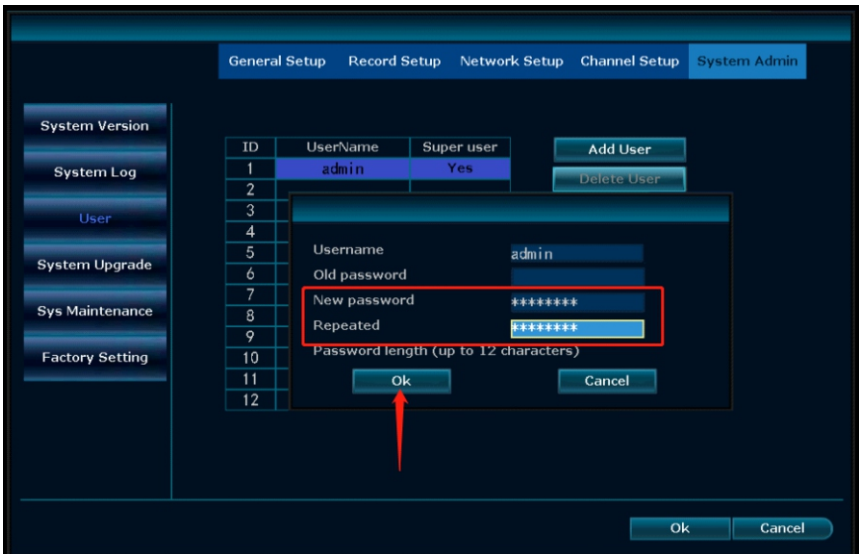 General Setup Record Setup Network Setup Channel Setup System Admin
System Version
System Log
User
System Upgrade
Sys Maintenance
Factory Setting
ID UserName Super user
1 admin Yes
2
3
4
5
6
7
8
9
10
11
12
Add User
Delete User
Username admin
Old password
New password ********
Repeated ********
Password length (up to 12 characters)
Ok Cancel
Ok Cancel